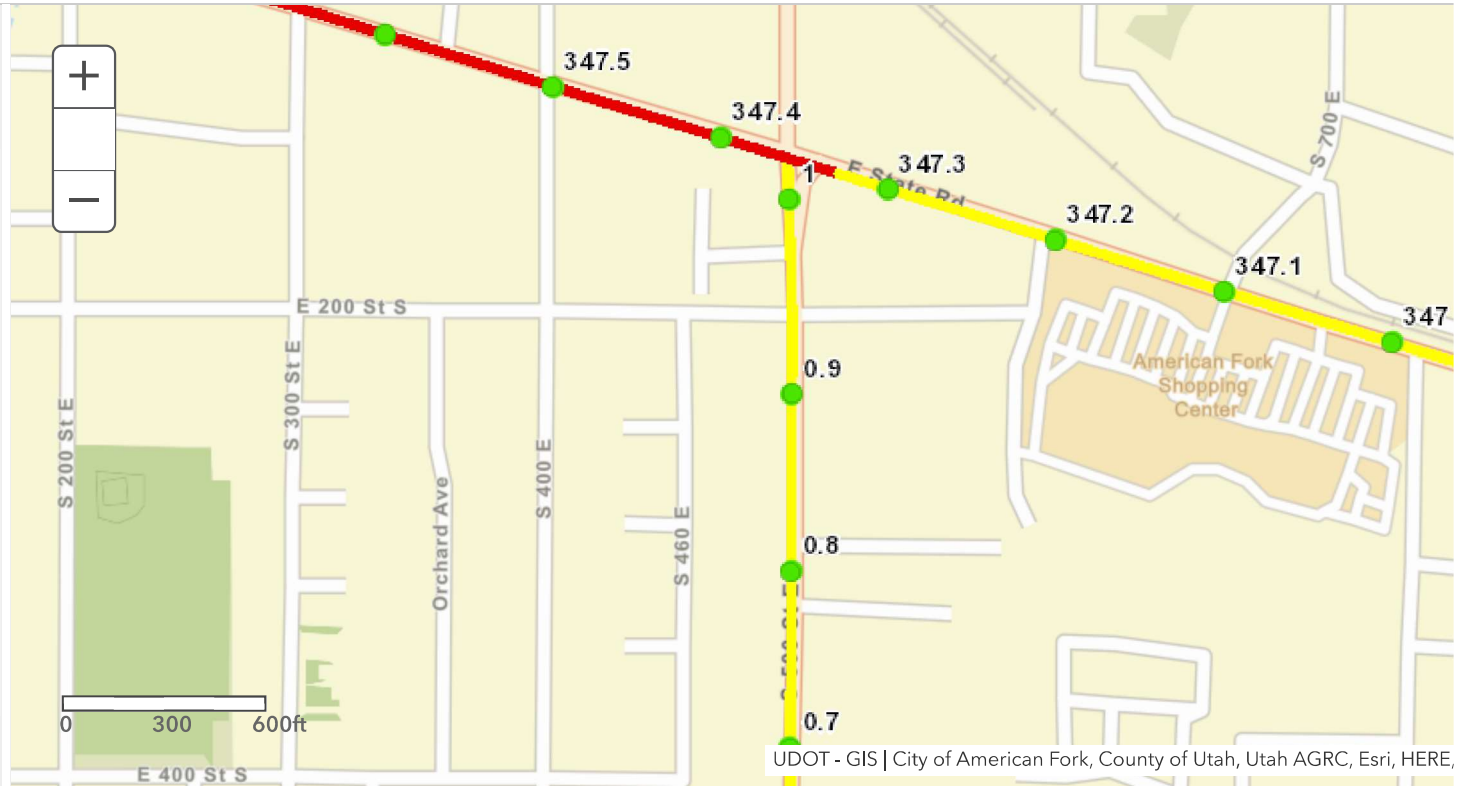 +
347.5
347.4
1
E State Rd
347.3
347.2
347.1
347
S 700 E
−
E 200 St S
American Fork
Shopping
Center
0.9
S 300 St E
S 200 St E
S 400 E
Orchard Ave
S 460 E
0.8
0.7
0 300 600ft
E 400 St S
UDOT - GIS | City of American Fork, County of Utah, Utah AGRC, Esri, HERE,